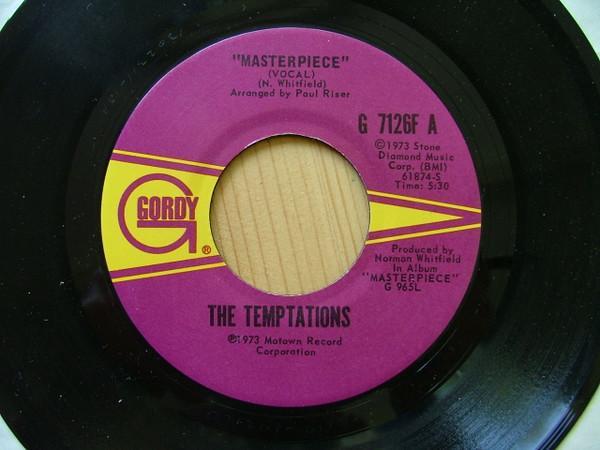 "MASTERPIECE"
(VOCAL)
(N. Whitfield)
Arranged by Paul Riser
G 7126F A
©1973 Stone
Diamond Music
Corp. (BMI)
61874-S
Time: 5:30
GORDY
®
Produced by
Norman Whitfield
In Album
"MASTERPIECE"
G 965L
THE TEMPTATIONS
℗1973 Motown Record
Corporation